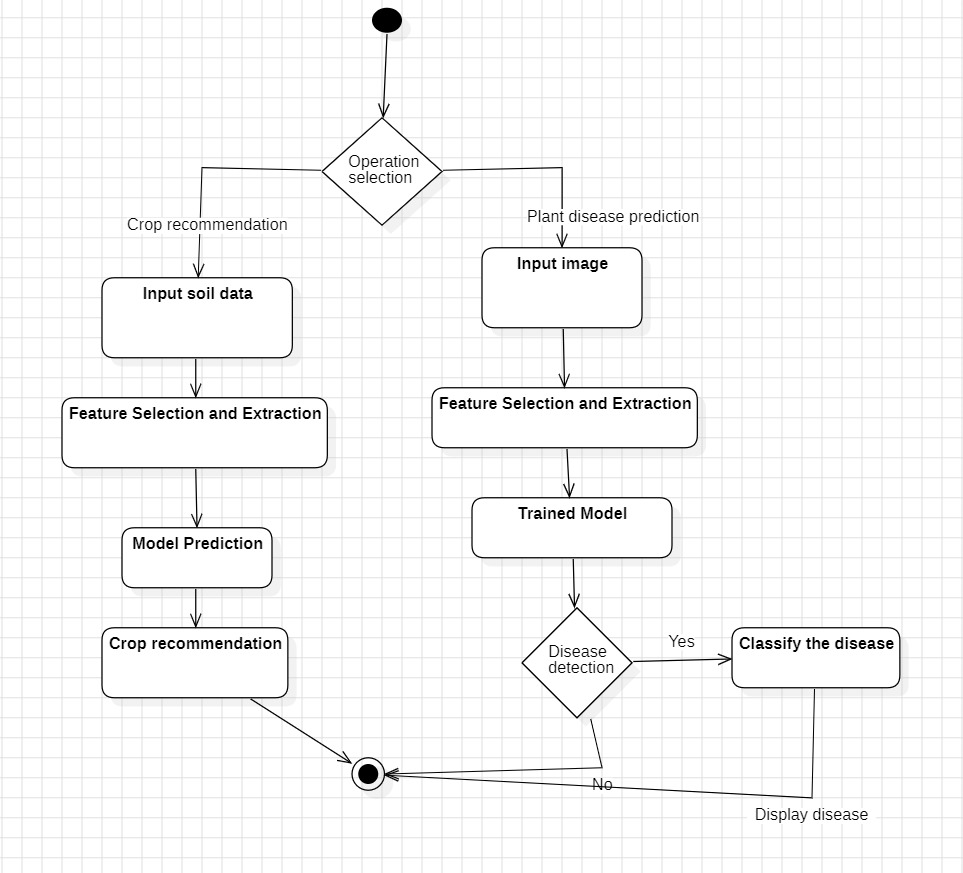 Operation
selection
Crop recommendation
Plant disease prediction
Input soil data
Input image
Feature Selection and Extraction
Feature Selection and Extraction
Model Prediction
Trained Model
Crop recommendation
Disease
detection
Yes
Classify the disease
No
Display disease